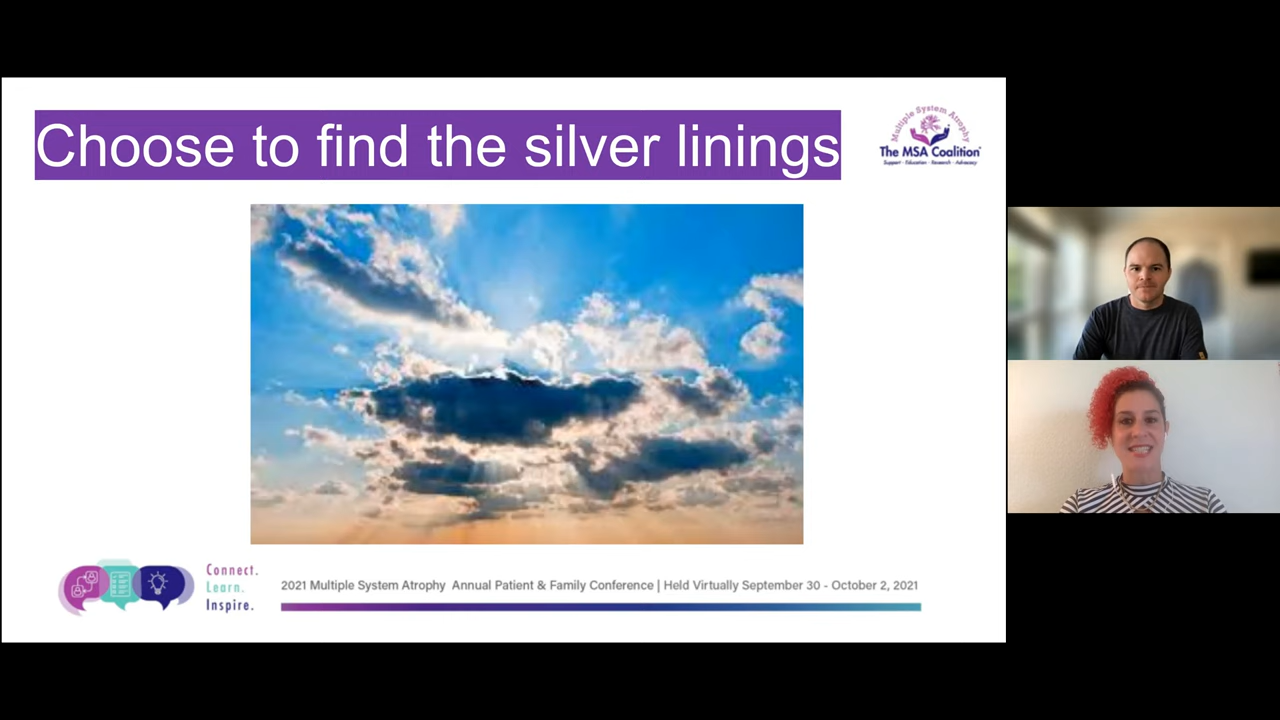 Choose to find the silver linings
Multiple System Atrophy
The MSA Coalition®
Support · Education · Research · Advocacy
Connect.
Learn.
Inspire.
2021 Multiple System Atrophy Annual Patient & Family Conference | Held Virtually September 30 - October 2, 2021